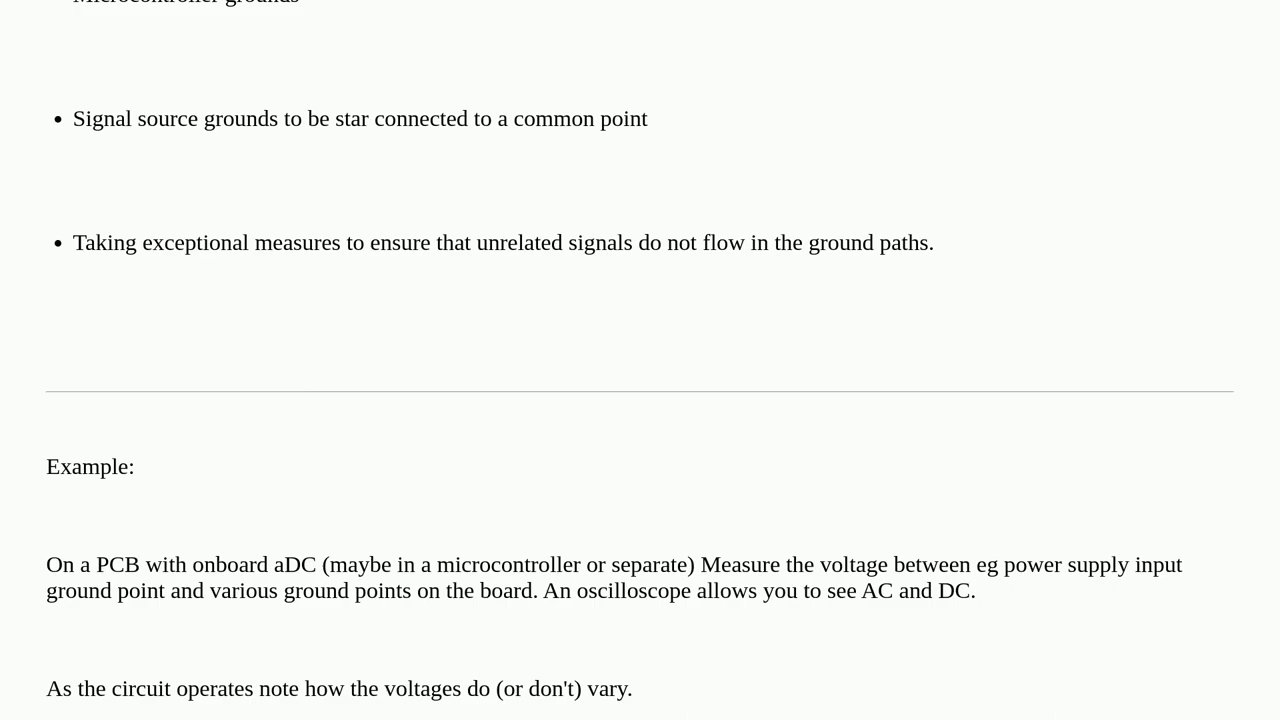 Microcontroller grounds
• Signal source grounds to be star connected to a common point
• Taking exceptional measures to ensure that unrelated signals do not flow in the ground paths.
Example:
On a PCB with onboard aDC (maybe in a microcontroller or separate) Measure the voltage between eg power supply input
ground point and various ground points on the board. An oscilloscope allows you to see AC and DC.
As the circuit operates note how the voltages do (or don't) vary.